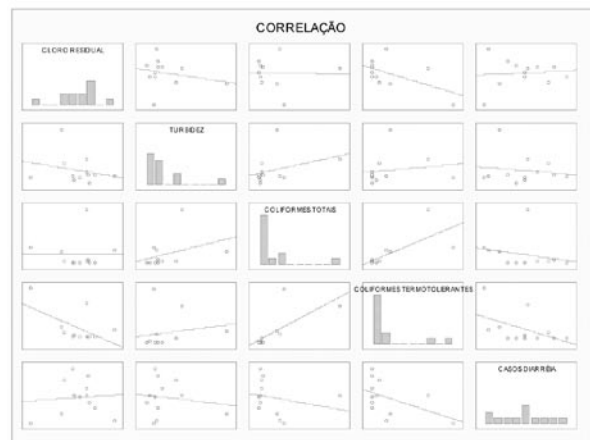 CORRELAÇÃO
CLORO RESIDUAL
TURBIDEZ
COLIFORMES TOTAIS
COLIFORMES TERMOTOLERANTES
CASOS DIARRÉIA